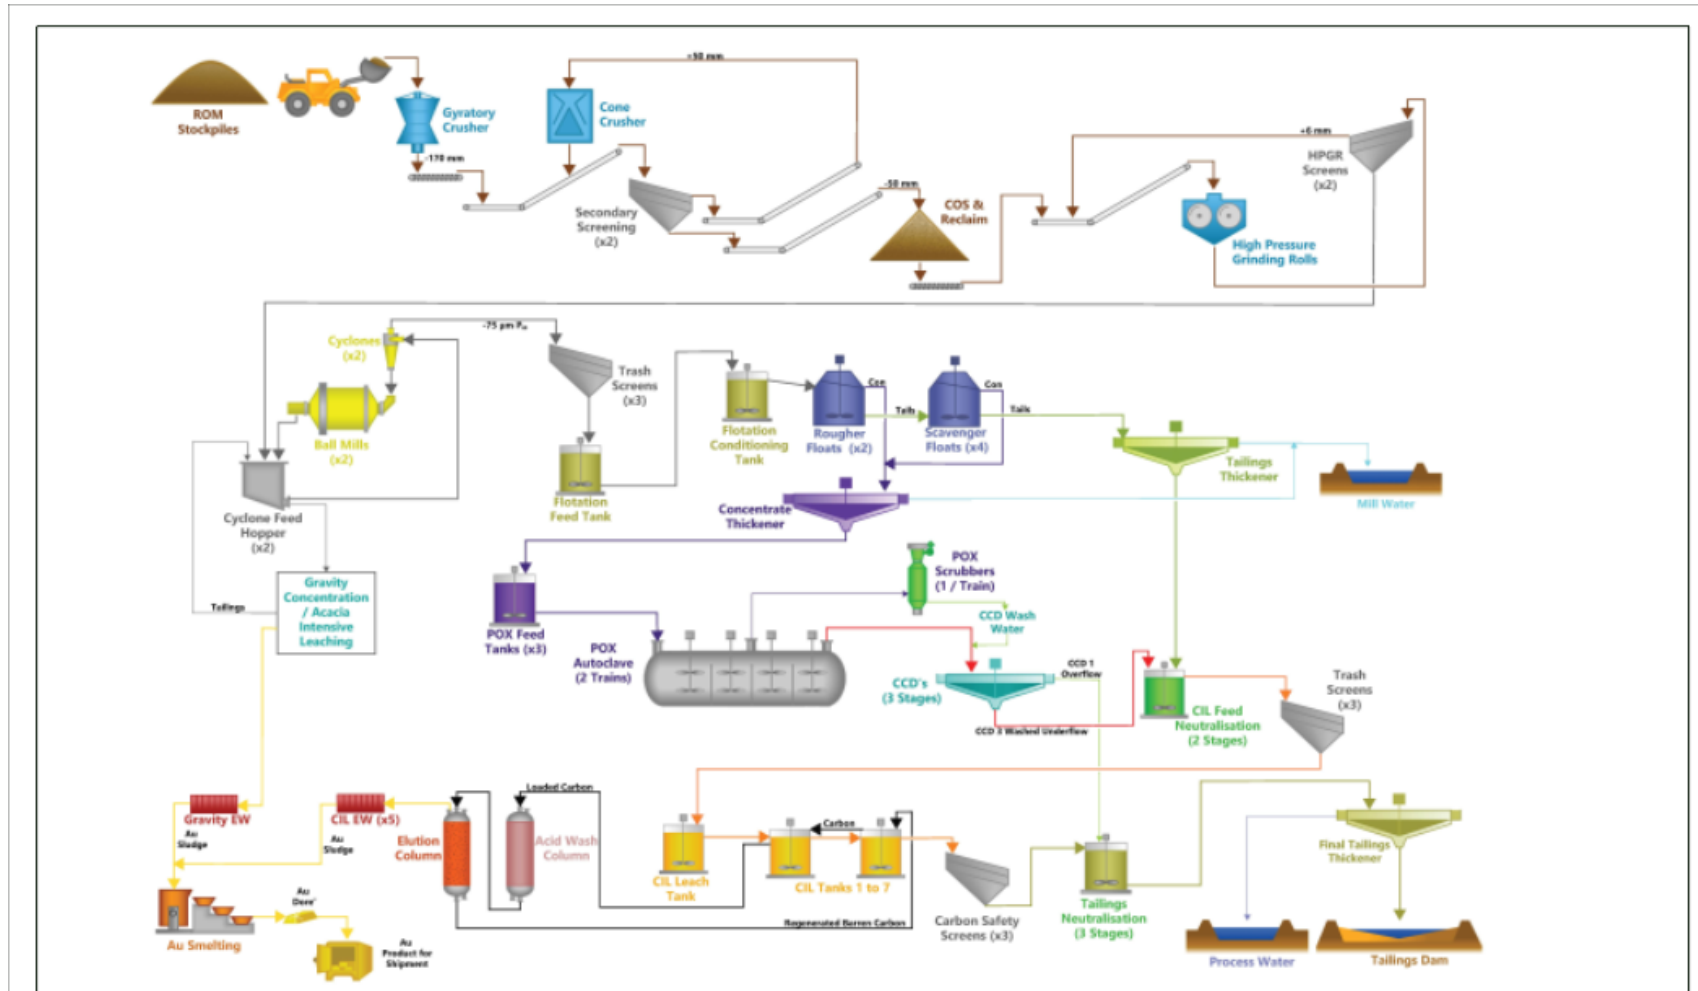 +50 mm
ROM
Stockpiles
Gyratory
Crusher
Cone
Crusher
-170 mm
Secondary
Screening
(x2)
-50 mm
COS &
Reclaim
+6 mm
HPGR
Screens
(x2)
High Pressure
Grinding Rolls
Cyclones
(x2)
-75 µm P₈₀
Ball Mills
(x2)
Trash
Screens
(x3)
Flotation
Conditioning
Tank
Con
Tails
Rougher
Floats (x2)
Con
Tails
Scavenger
Floats (x4)
Tailings
Thickener
Mill Water
Cyclone Feed
Hopper
(x2)
Flotation
Feed Tank
Concentrate
Thickener
Gravity
Concentration
/ Acacia
Intensive
Leaching
Tailings
POX Feed
Tanks (x3)
POX
Autoclave
(2 Trains)
POX
Scrubbers
(1 / Train)
CCD Wash
Water
CCD's
(3 Stages)
CCD 1
Overflow
CCD 3 Washed Underflow
CIL Feed
Neutralisation
(2 Stages)
Trash
Screens
(x3)
Gravity EW
Au
Sludge
CIL EW (x5)
Au
Sludge
Elution
Column
Loaded Carbon
Acid Wash
Column
CIL Leach
Tank
Carbon
CIL Tanks 1 to 7
Regenerated Barren Carbon
Carbon Safety
Screens (x3)
Tailings
Neutralisation
(3 Stages)
Final Tailings
Thickener
Process Water
Tailings Dam
Au Smelting
Au
Dore'
Au
Product for
Shipment